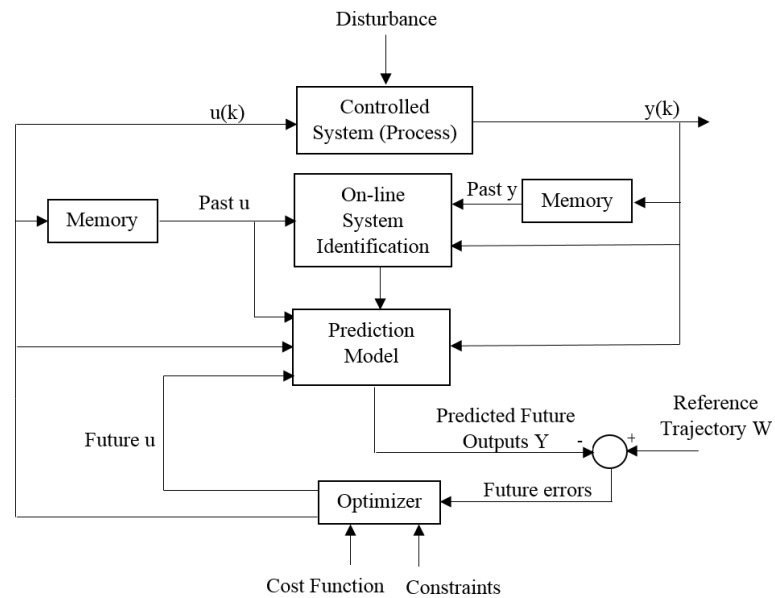 Disturbance
u(k)
Controlled
System (Process)
y(k)
Memory
Past u
On-line
System
Identification
Past y
Memory
Prediction
Model
Future u
Predicted Future
Outputs Y
-
+
Reference
Trajectory W
Optimizer
Future errors
Cost Function
Constraints